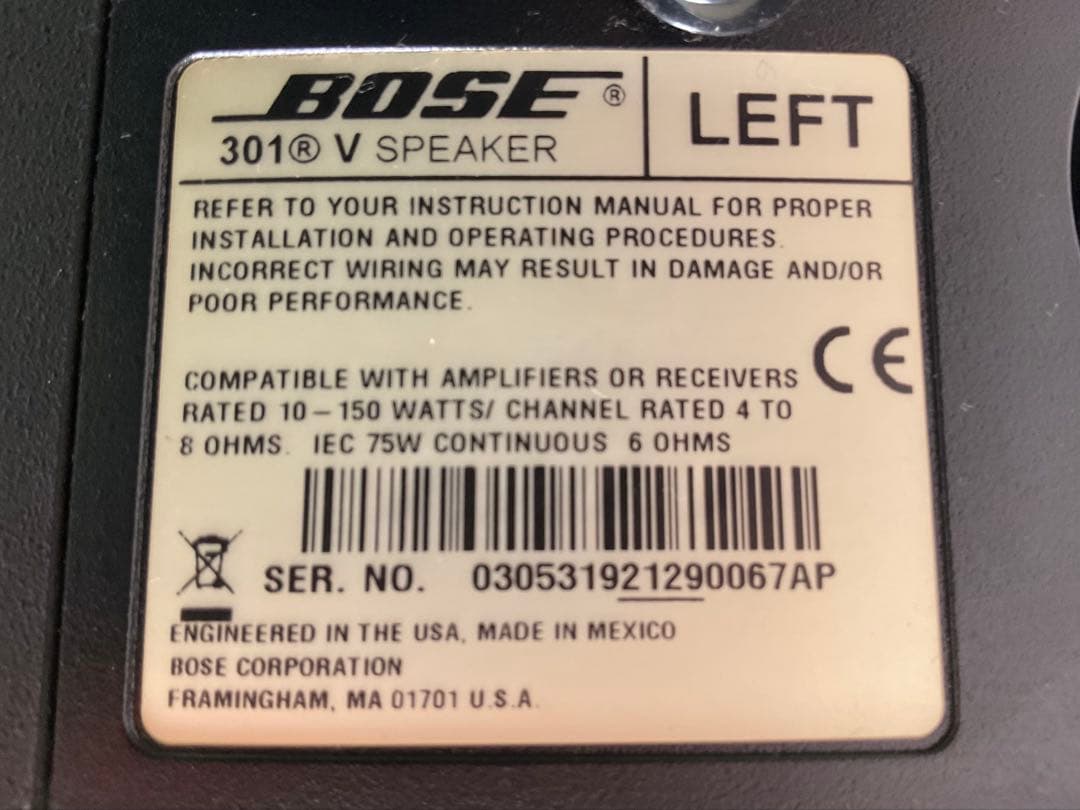 BOSE® LEFT
301® V SPEAKER
REFER TO YOUR INSTRUCTION MANUAL FOR PROPER
INSTALLATION AND OPERATING PROCEDURES.
INCORRECT WIRING MAY RESULT IN DAMAGE AND/OR
POOR PERFORMANCE.
CE
COMPATIBLE WITH AMPLIFIERS OR RECEIVERS
RATED 10–150 WATTS/ CHANNEL RATED 4 TO
8 OHMS. IEC 75W CONTINUOUS 6 OHMS
SER. NO. 030531921290067AP
ENGINEERED IN THE USA, MADE IN MEXICO
BOSE CORPORATION
FRAMINGHAM, MA 01701 U.S.A.